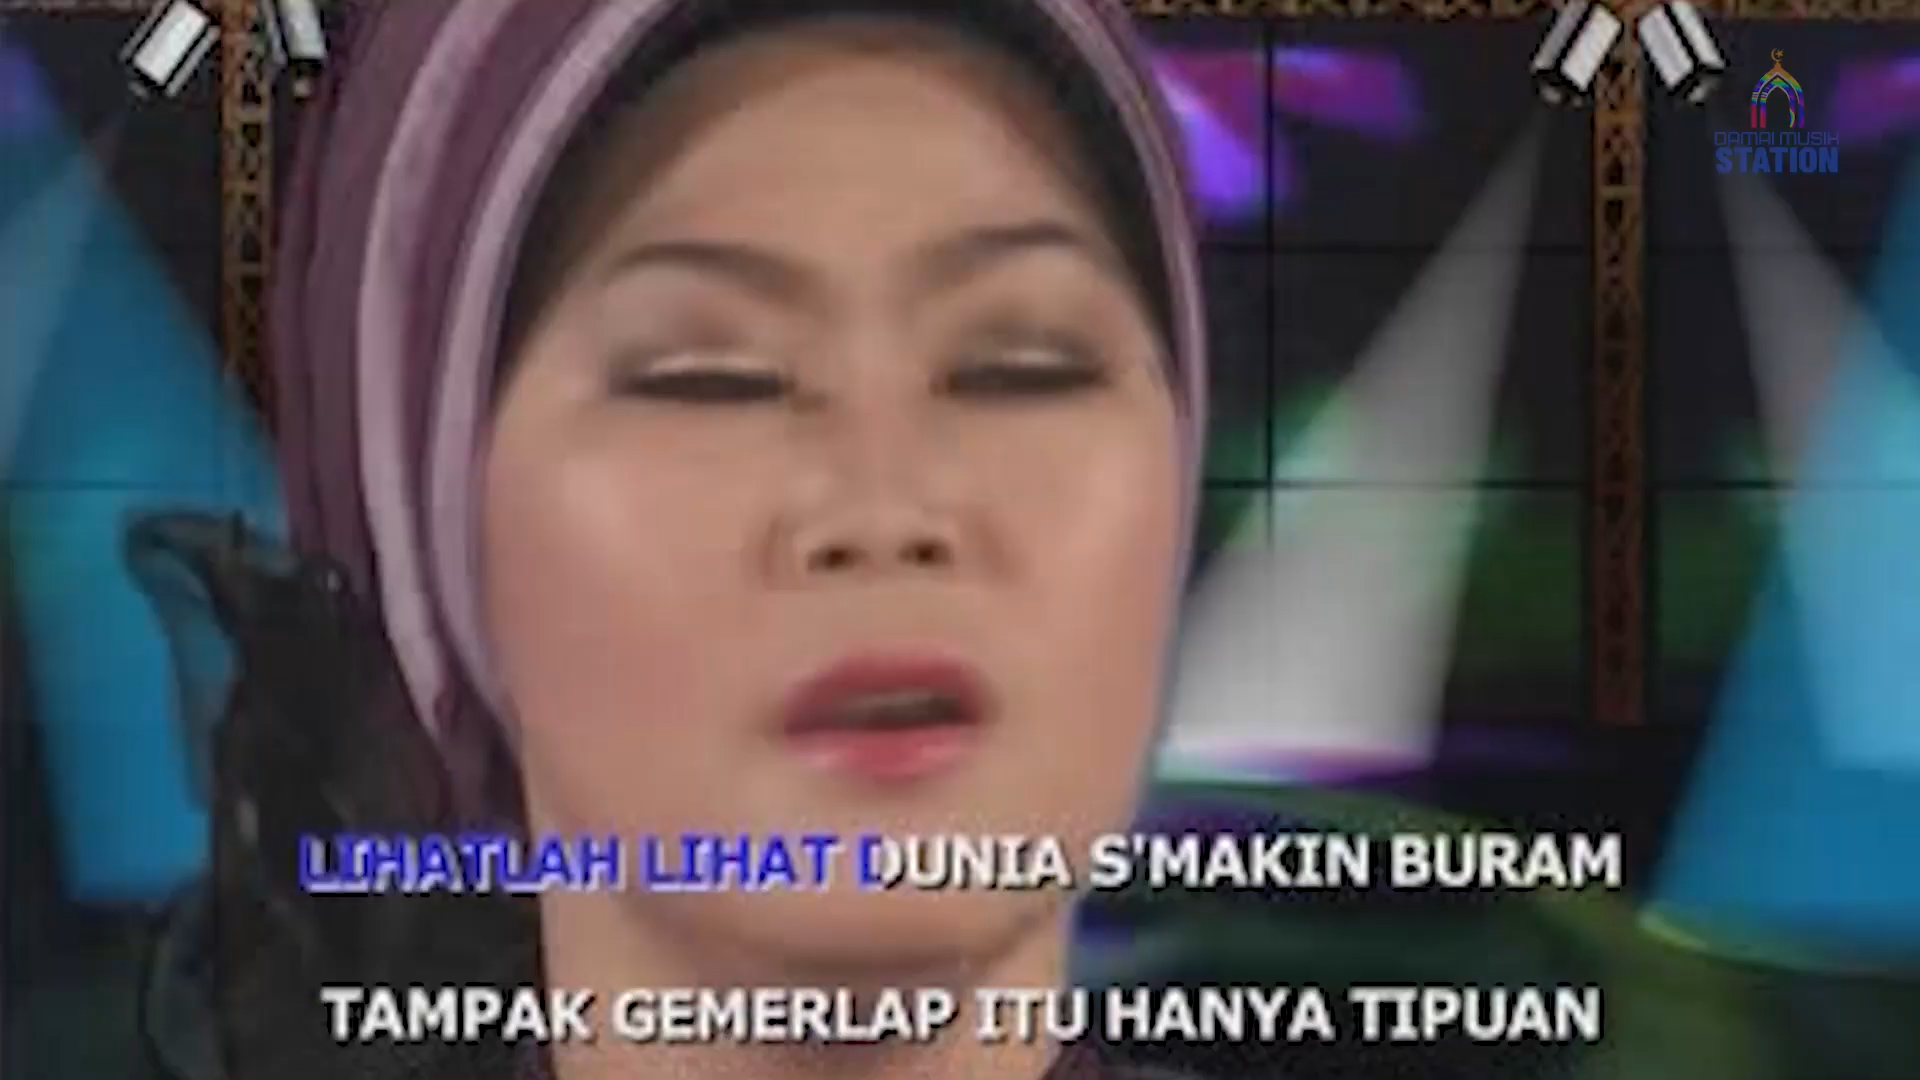 DAMAI MUSIK
STATION
LIHATLAH LIHAT DUNIA S'MAKIN BURAM
TAMPAK GEMERLAP ITU HANYA TIPUAN